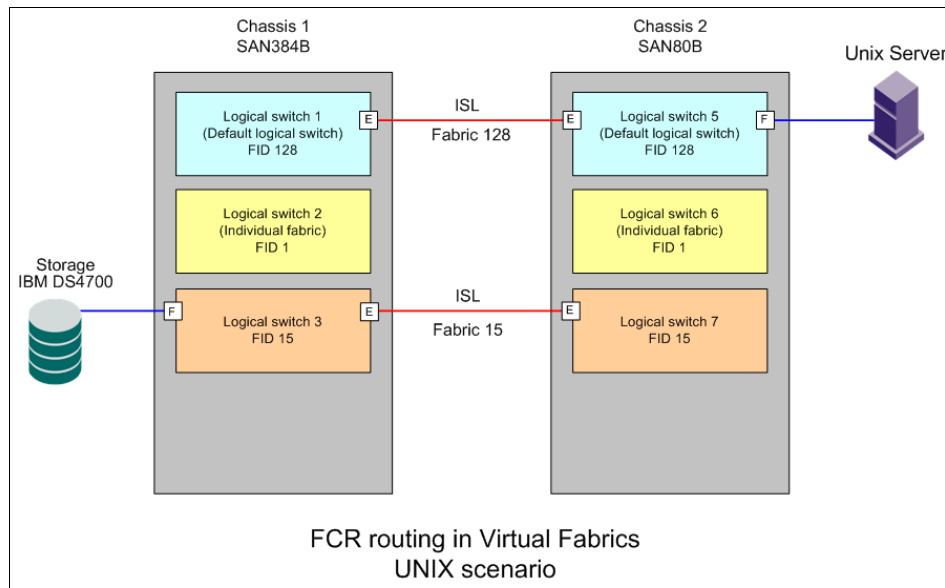 Chassis 1
SAN384B
Chassis 2
SAN80B
Unix Server
Logical switch 1
(Default logical switch)
FID 128
E
ISL
Fabric 128
E
Logical switch 5
(Default logical switch)
FID 128
F
Logical switch 2
(Individual fabric)
FID 1
Logical switch 6
(Individual fabric)
FID 1
Storage
IBM DS4700
F
Logical switch 3
FID 15
E
ISL
Fabric 15
E
Logical switch 7
FID 15
FCR routing in Virtual Fabrics
UNIX scenario